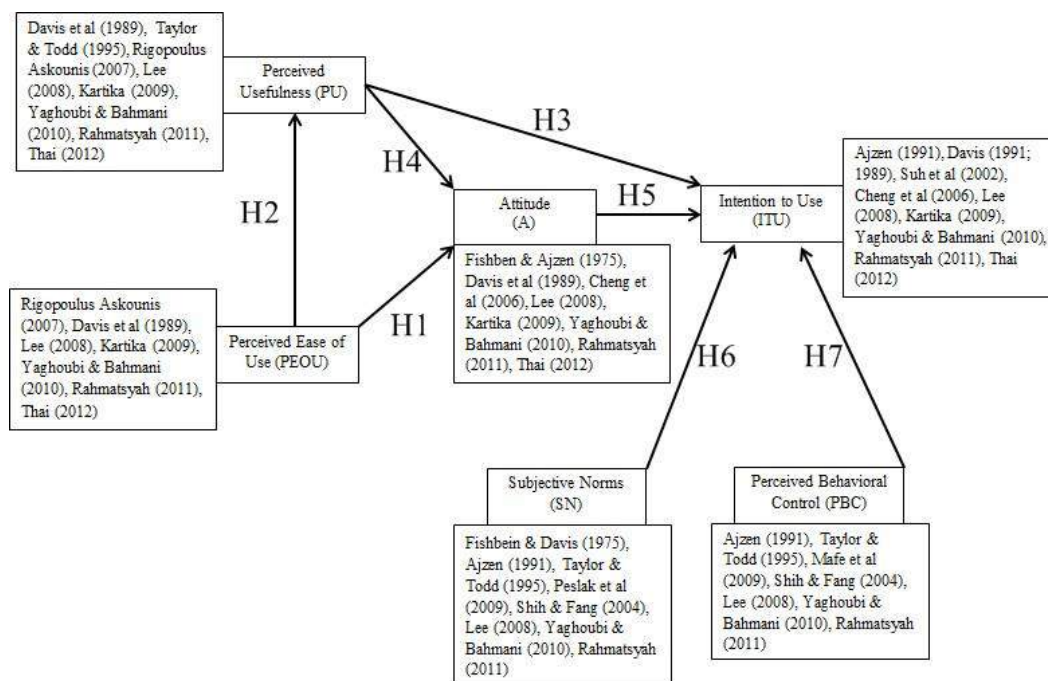 Davis et al (1989), Taylor
& Todd (1995), Rigopoulus
Askounis (2007), Lee
(2008), Kartika (2009),
Yaghoubi & Bahmani
(2010), Rahmatsyah (2011),
Thai (2012)
Perceived
Usefulness (PU)
H3
H4
H2
Attitude
(A)
H5
Intention to Use
(ITU)
Ajzen (1991), Davis (1991;
1989), Suh et al (2002),
Cheng et al (2006), Lee
(2008), Kartika (2009),
Yaghoubi & Bahmani
(2010), Rahmatsyah (2011), Thai
2012)
Fishben & Ajzen (1975),
Davis et al (1989), Cheng et
al (2006), Lee (2008),
Kartika (2009), Yaghoubi &
Bahmani (2010), Rahmatsyah
(2011), Thai (2012)
Rigopoulus Askounis
(2007), Davis et al (1989),
Lee (2008), Kartika (2009),
Yaghoubi & Bahmani
(2010), Rahmatsyah (2011),
Thai (2012)
Perceived Ease of
Use (PEOU)
H1
H6
H7
Subjective Norms
(SN)
Fishbein & Davis (1975),
Ajzen (1991), Taylor &
Todd (1995), Peslak et al
(2009), Shih & Fang (2004),
Lee (2008), Yaghoubi &
Bahmani (2010), Rahmatsyah
(2011)
Perceived Behavioral
Control (PBC)
Ajzen (1991), Taylor &
Todd (1995), Mafe et al
(2009), Shih & Fang (2004),
Lee (2008), Yaghoubi &
Bahmani (2010), Rahmatsyah
(2011)